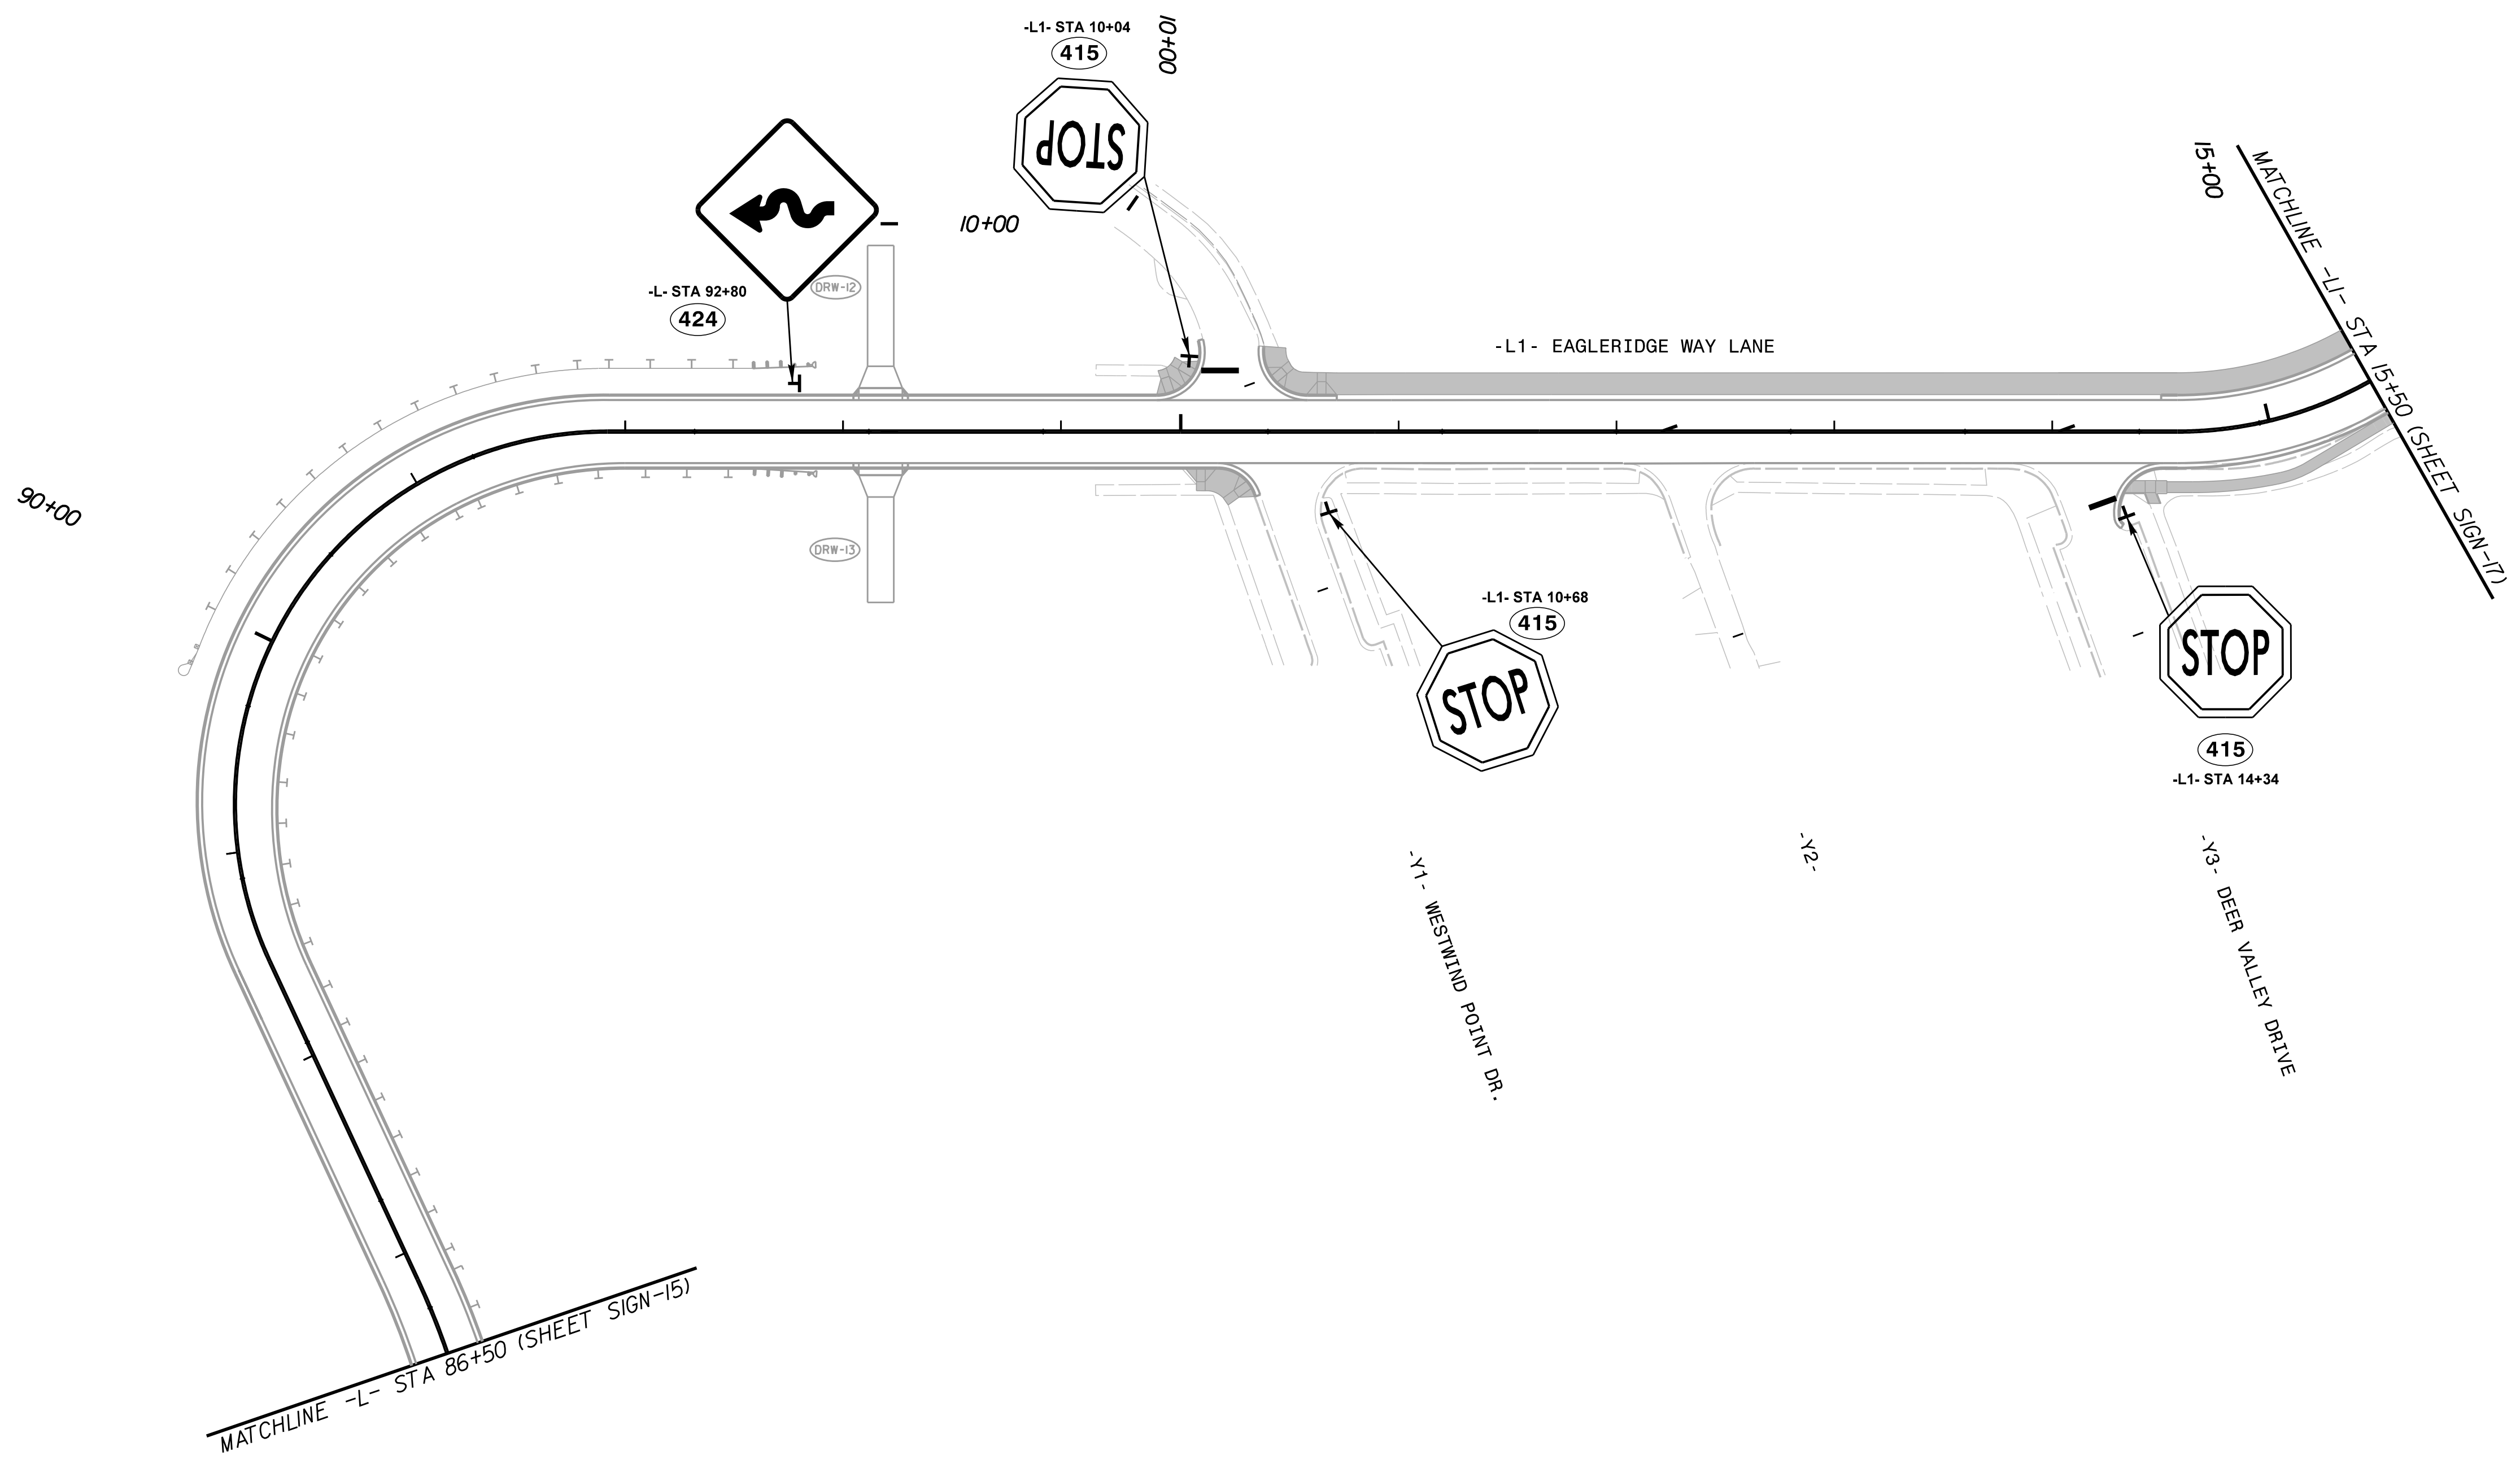 -L1- STA 10+04
415
10+00
STOP
15+00
MATCHLINE -L1- STA 15+50 (SHEET SIGN-17)
10+00
DRW-12
-L- STA 92+80
424
-L1- EAGLERIDGE WAY LANE
90+00
DRW-13
-L1- STA 10+68
415
STOP
STOP
415
-L1- STA 14+34
-Y1- WESTWIND POINT DR.
-Y2-
-Y3- DEER VALLEY DRIVE
MATCHLINE -L- STA 86+50 (SHEET SIGN-15)